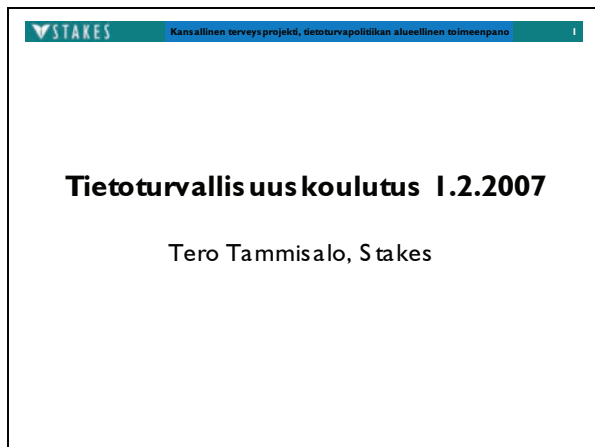 STAKES Kansallinen terveysprojekti, tietoturvapolitiikan alueellinen toimeenpano 1
Tietoturvallisuuskoulutus 1.2.2007
Tero Tammisalo, Stakes